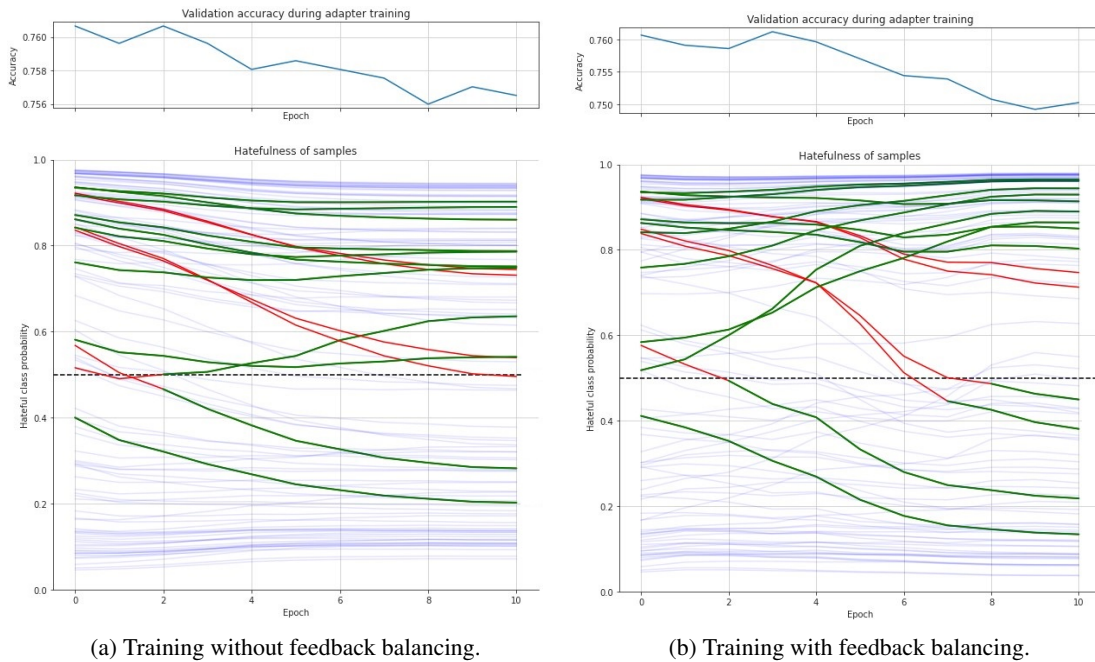 Validation accuracy during adapter training
0.760
0.758
0.756
Accuracy
Epoch
Hatefulness of samples
1.0
0.8
0.6
0.4
0.2
0.0
Hateful class probability
0
2
4
6
8
10
Epoch
(a) Training without feedback balancing.
Validation accuracy during adapter training
0.760
0.755
0.750
Accuracy
Epoch
Hatefulness of samples
1.0
0.8
0.6
0.4
0.2
0.0
Hateful class probability
0
2
4
6
8
10
Epoch
(b) Training with feedback balancing.